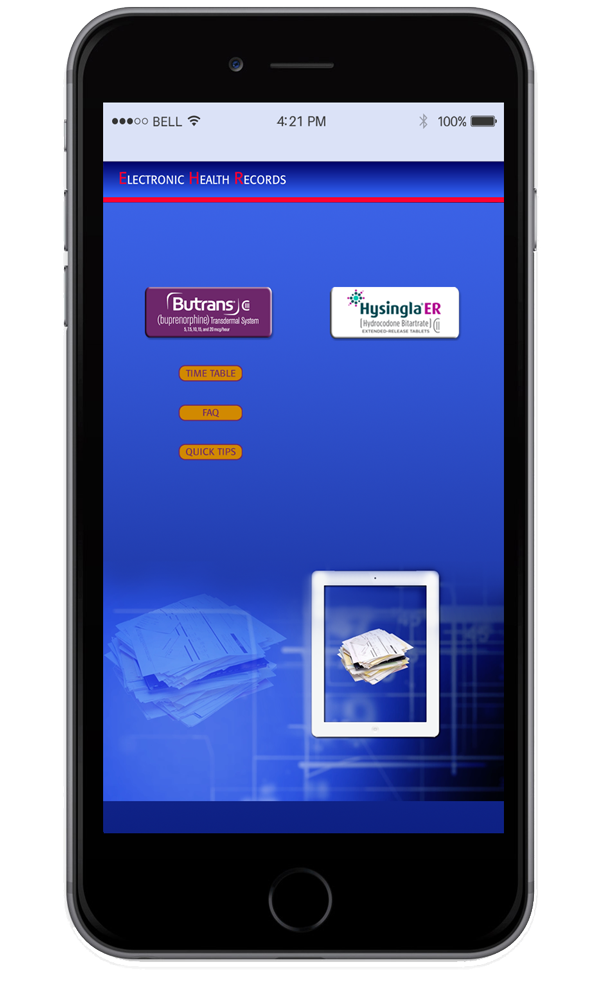 BELL 4:21 PM 100%
ELECTRONIC HEALTH RECORDS
Butrans CII
(buprenorphine) Transdermal System
5, 7.5, 10, 15, and 20 mcg/hour
Hysingla® ER
[Hydrocodone Bitartrate] CII
EXTENDED-RELEASE TABLETS
TIME TABLE
FAQ
QUICK TIPS